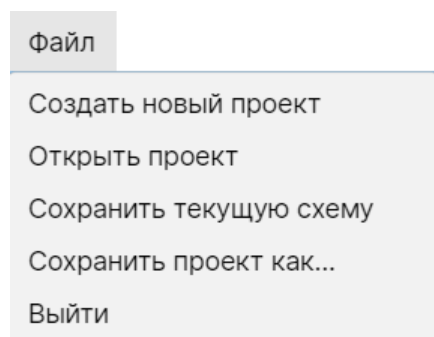 Файл
Создать новый проект
Открыть проект
Сохранить текущую схему
Сохранить проект как...
Выйти